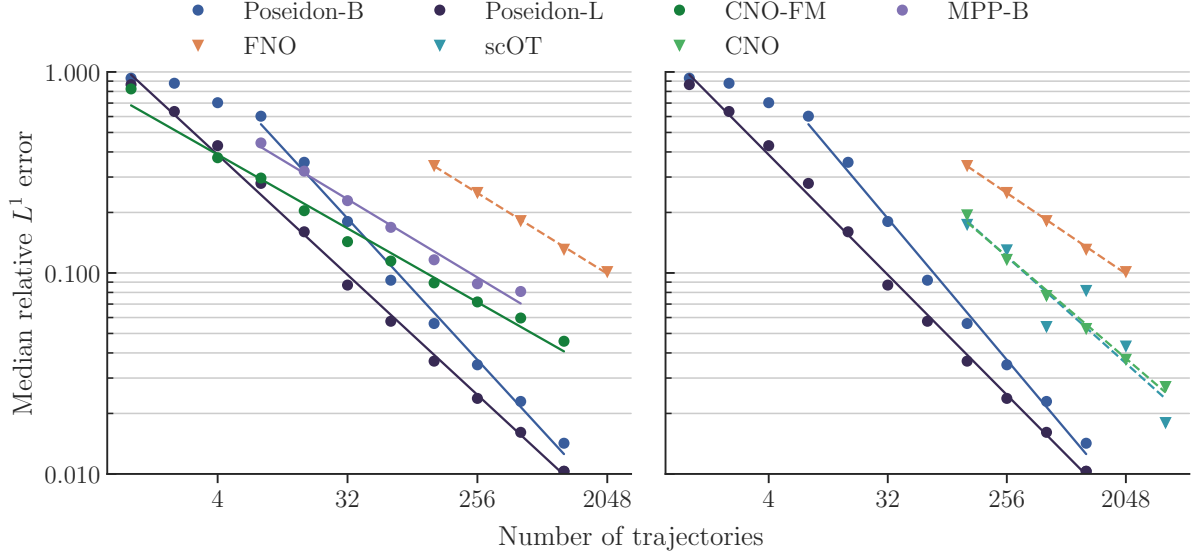 Poseidon-B Poseidon-L CNO-FM MPP-B
FNO scOT CNO
Median relative L¹ error
1.000
0.100
0.010
4 32 256 2048
4 32 256 2048
Number of trajectories